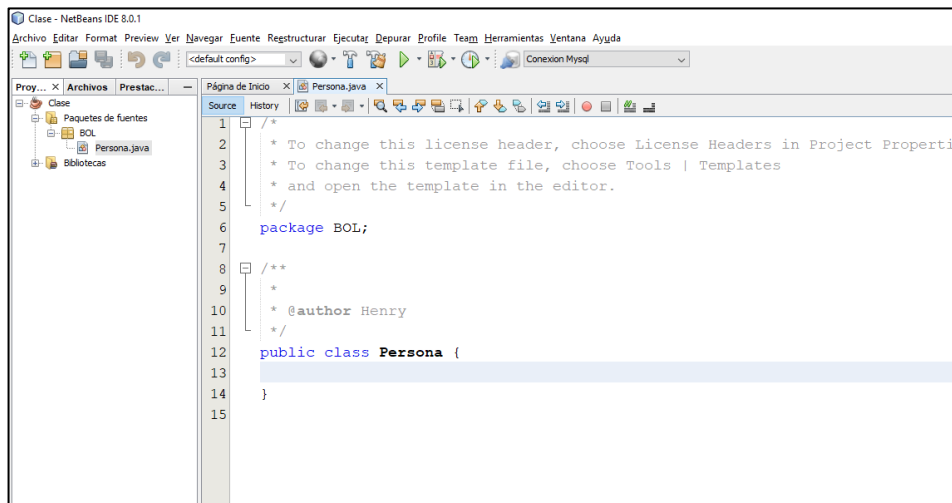 Clase - NetBeans IDE 8.0.1
Archivo Editar Format Preview Ver Navegar Fuente Reestructurar Ejecutar Depurar Profile Team Herramientas Ventana Ayuda
<default config> Conexion Mysql
Proy... Archivos Prestac...
Clase
Paquetes de fuentes
BOL
Persona.java
Bibliotecas
Página de Inicio Persona.java
Source History
1 /*
2 * To change this license header, choose License Headers in Project Properti
3 * To change this template file, choose Tools | Templates
4 * and open the template in the editor.
5 */
6 package BOL;
7
8 /**
9 *
10 * @author Henry
11 */
12 public class Persona {
13
14 }
15